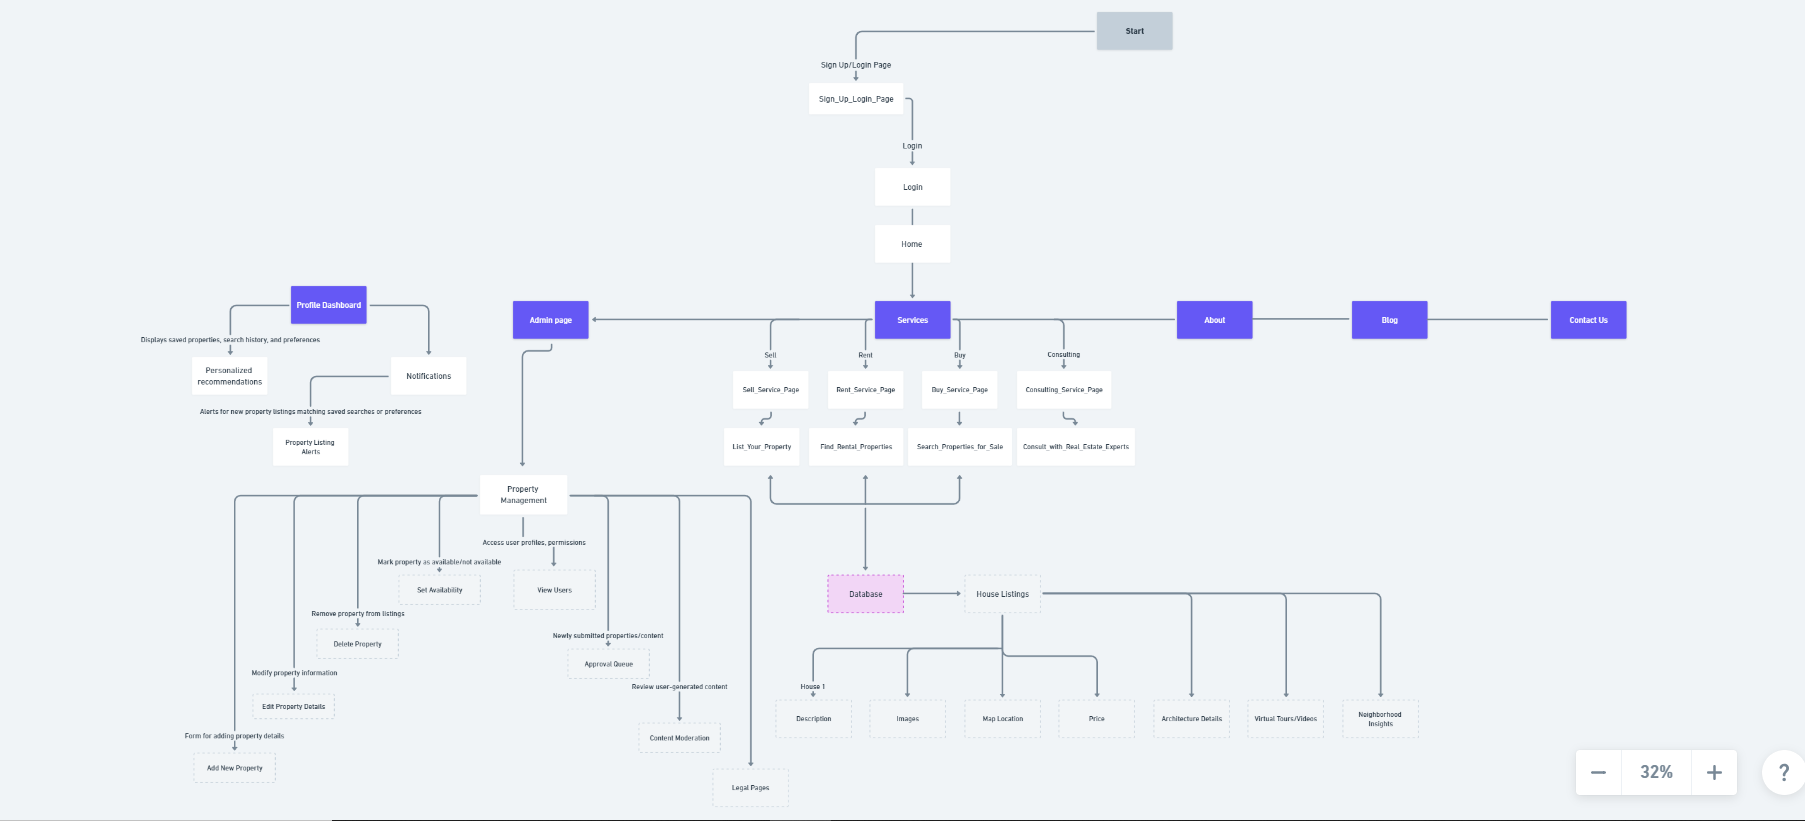 Start
Sign Up/Login Page
Sign_Up_Login_Page
Login
Login
Home
Profile Dashboard
Admin page
Services
About
Blog
Contact Us
Displays saved properties, search history, and preferences
Sell
Rent
Buy
Consulting
Personalized
recommendations
Notifications
Sell_Service_Page
Rent_Service_Page
Buy_Service_Page
Consulting_Service_Page
Alerts for new property listings matching saved searches or preferences
Property Listing
Alerts
List_Your_Property
Find_Rental_Properties
Search_Properties_for_Sale
Consult_with_Real_Estate_Experts
Property
Management
Access user profiles, permissions
Mark property as available/not available
Set Availability
View Users
Database
House Listings
Remove property from listings
Delete Property
Newly submitted properties/content
Approval Queue
Modify property information
Edit Property Details
Review user-generated content
Content Moderation
House 1
Description
Images
Map Location
Price
Architecture Details
Virtual Tours/Videos
Neighborhood
Insights
Form for adding property details
Add New Property
Legal Pages
− 32% +
?